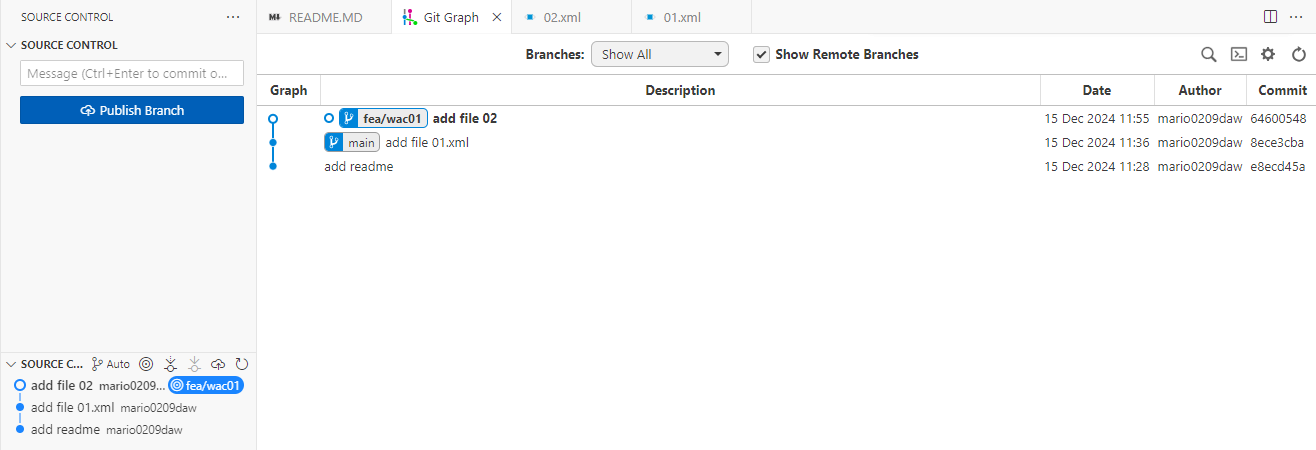 SOURCE CONTROL ···
README.MD
Git Graph
02.xml
01.xml
SOURCE CONTROL
Message (Ctrl+Enter to commit o...
Publish Branch
Branches: Show All Show Remote Branches
Graph Description Date Author Commit
fea/wac01 add file 02 15 Dec 2024 11:55 mario0209daw 64600548
main add file 01.xml 15 Dec 2024 11:36 mario0209daw 8ece3cba
add readme 15 Dec 2024 11:28 mario0209daw e8ecd45a
SOURCE C... Auto
add file 02 mario0209... fea/wac01
add file 01.xml mario0209daw
add readme mario0209daw